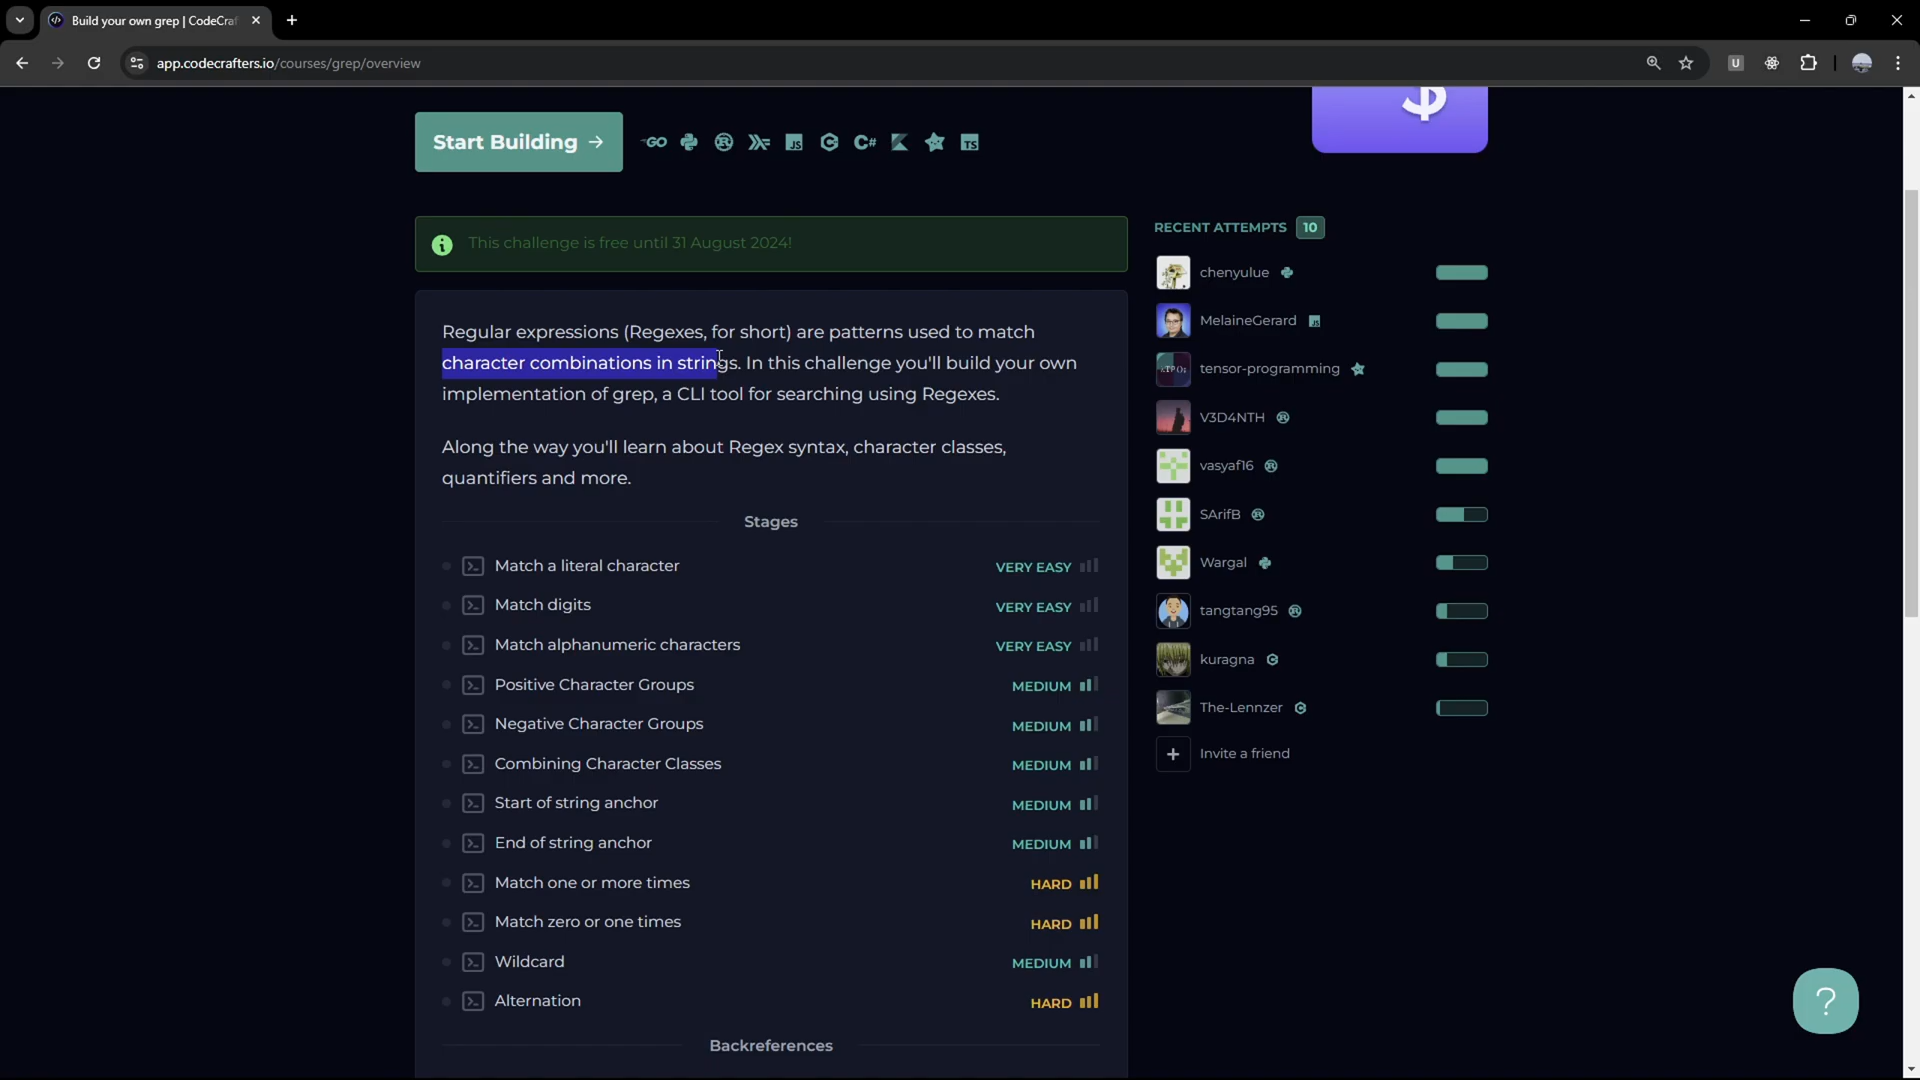 Build your own grep | CodeCraf
app.codecrafters.io/courses/grep/overview
U
$
Start Building →
GO JS C# TS
This challenge is free until 31 August 2024!
Regular expressions (Regexes, for short) are patterns used to match
character combinations in strings. In this challenge you'll build your own
implementation of grep, a CLI tool for searching using Regexes.
Along the way you'll learn about Regex syntax, character classes,
quantifiers and more.
Stages
Match a literal character VERY EASY
Match digits VERY EASY
Match alphanumeric characters VERY EASY
Positive Character Groups MEDIUM
Negative Character Groups MEDIUM
Combining Character Classes MEDIUM
Start of string anchor MEDIUM
End of string anchor MEDIUM
Match one or more times HARD
Match zero or one times HARD
Wildcard MEDIUM
Alternation HARD
Backreferences
RECENT ATTEMPTS 10
chenyulue
MelaineGerard
tensor-programming
V3D4NTH
vasyaf16
SArifB
Wargal
tangtang95
kuragna
The-Lennzer
+ Invite a friend
?